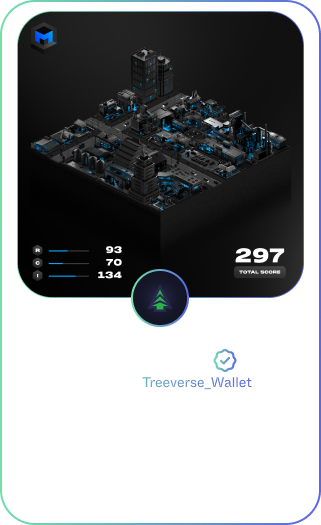 M
R 93
C 70
I 134
297
TOTAL SCORE
Treeverse_Wallet